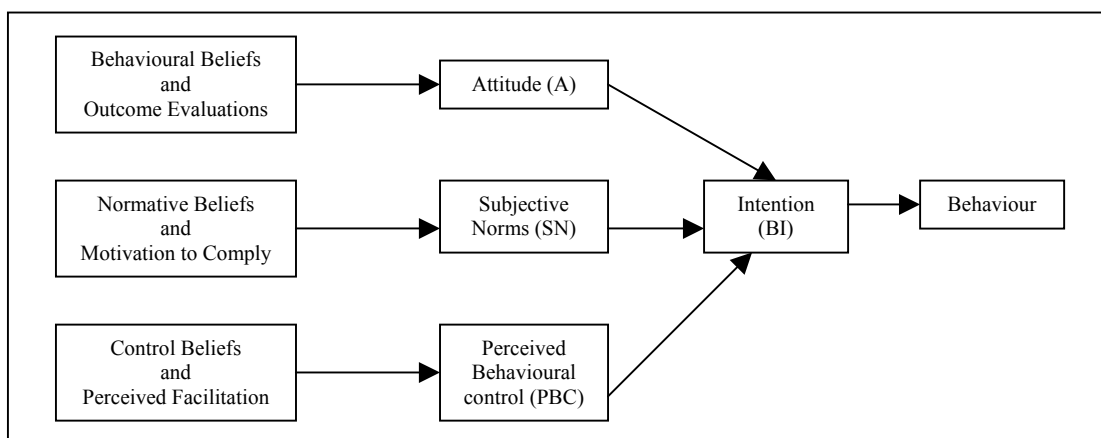 Behavioural Beliefs
and
Outcome Evaluations
Attitude (A)
Normative Beliefs
and
Motivation to Comply
Subjective
Norms (SN)
Intention
(BI)
Behaviour
Control Beliefs
and
Perceived Facilitation
Perceived
Behavioural
control (PBC)